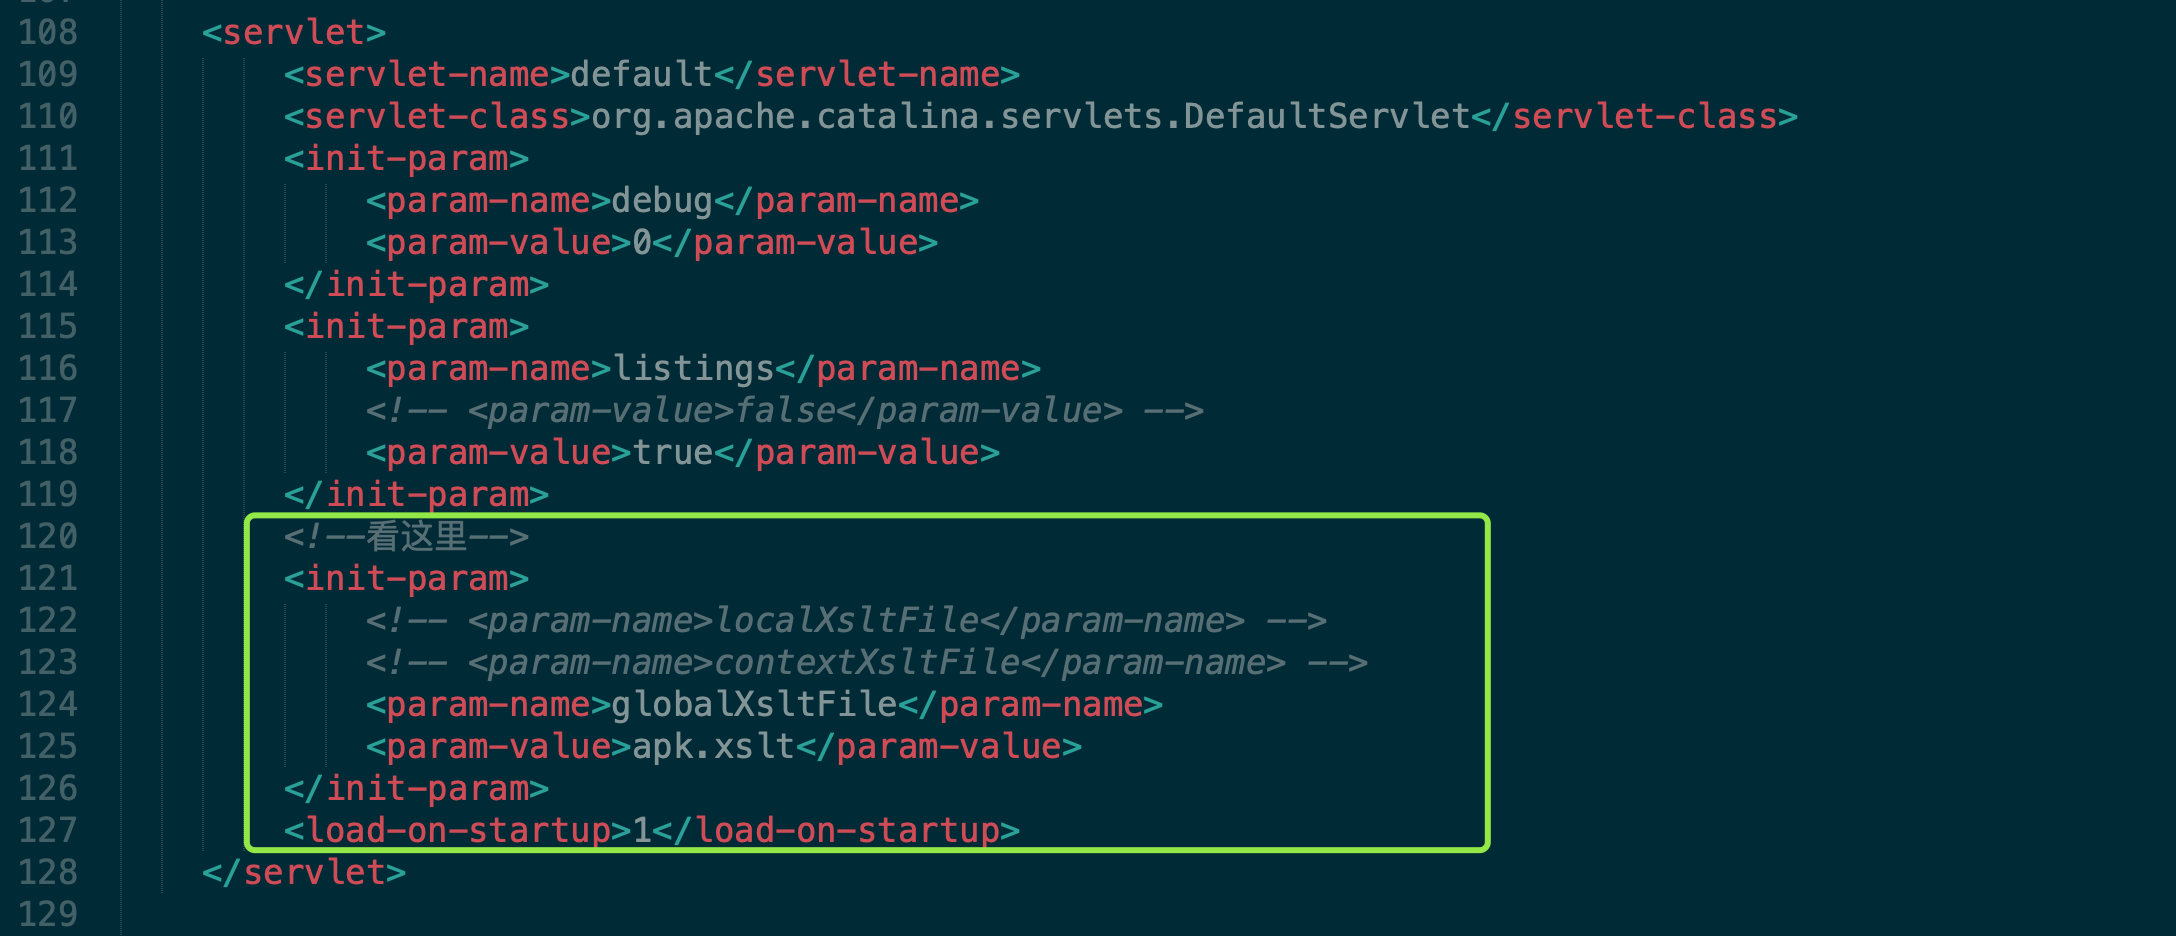 108 <servlet>
109 <servlet-name>default</servlet-name>
110 <servlet-class>org.apache.catalina.servlets.DefaultServlet</servlet-class>
111 <init-param>
112 <param-name>debug</param-name>
113 <param-value>0</param-value>
114 </init-param>
115 <init-param>
116 <param-name>listings</param-name>
117 <!-- <param-value>false</param-value> -->
118 <param-value>true</param-value>
119 </init-param>
120 <!--看这里-->
121 <init-param>
122 <!-- <param-name>localXsltFile</param-name> -->
123 <!-- <param-name>contextXsltFile</param-name> -->
124 <param-name>globalXsltFile</param-name>
125 <param-value>apk.xslt</param-value>
126 </init-param>
127 <load-on-startup>1</load-on-startup>
128 </servlet>
129